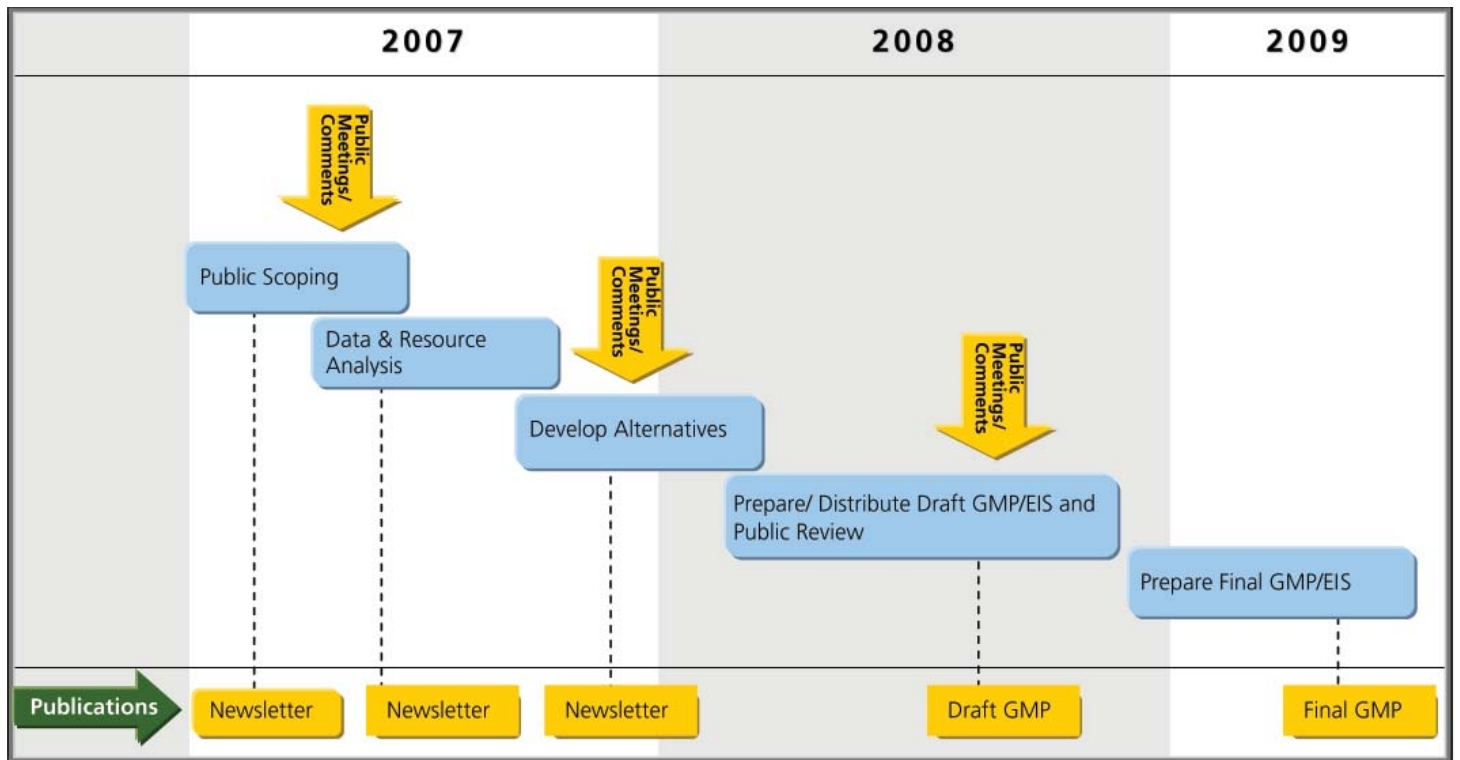 2007
2008
2009
Public
Meetings/
Comments
Public Scoping
Public
Meetings/
Comments
Data & Resource
Analysis
Public
Meetings/
Comments
Develop Alternatives
Prepare/ Distribute Draft GMP/EIS and
Public Review
Prepare Final GMP/EIS
Publications
Newsletter
Newsletter
Newsletter
Draft GMP
Final GMP